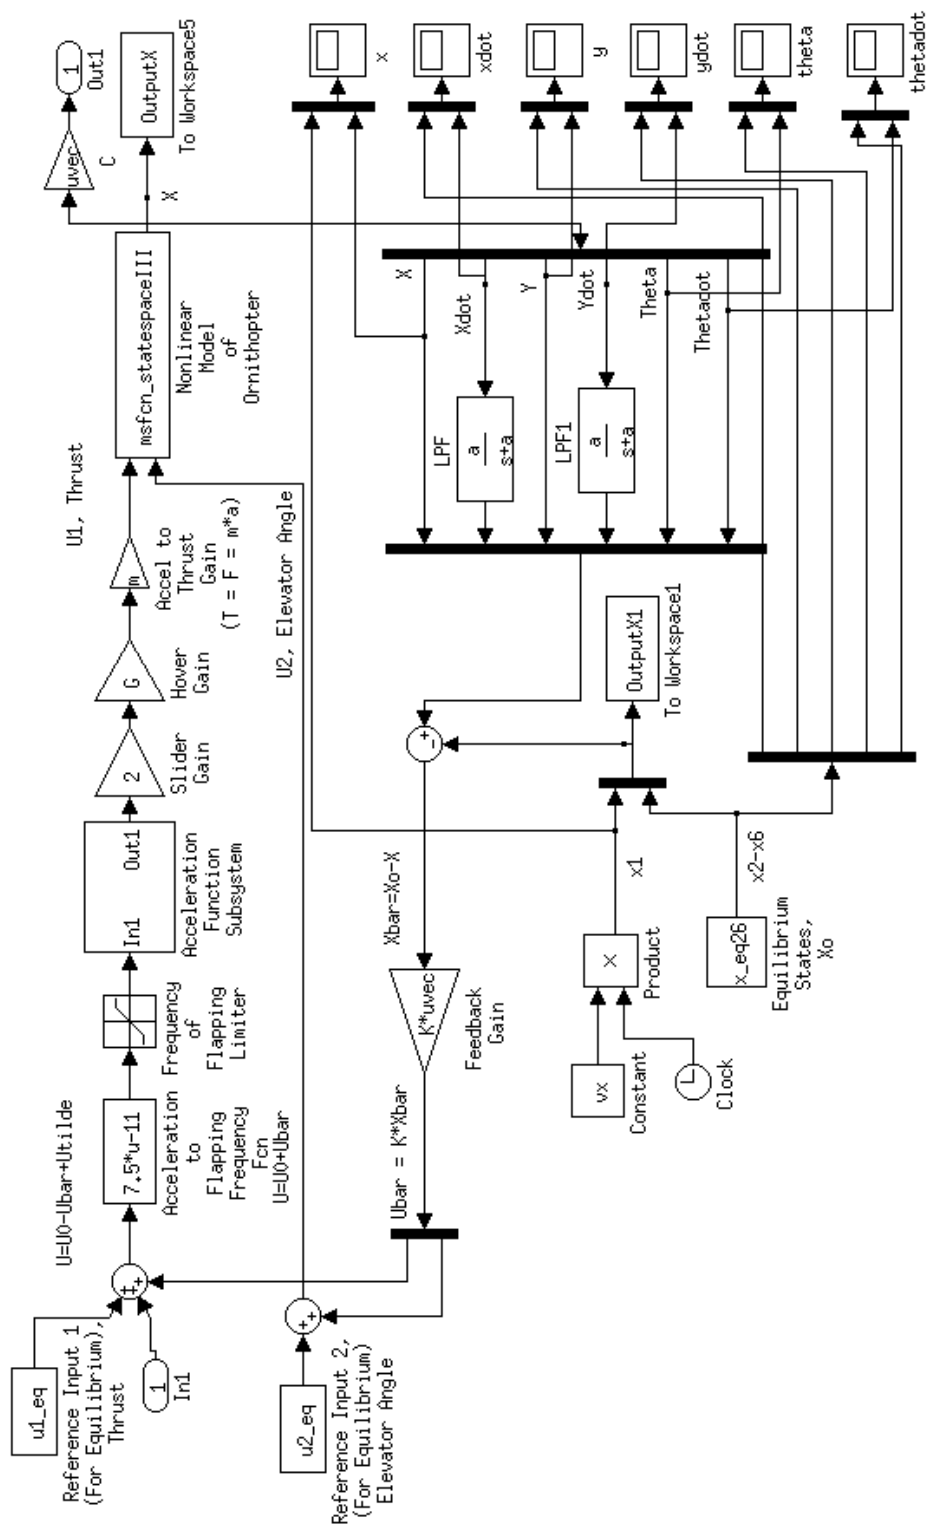 u1_eq
Reference Input 1
(For Equilibrium),
Thrust
1
In1
++
+
U=U0-Ubar+Utilde
7.5*u-11
Acceleration
to
Flapping
Frequency
Fcn
U=U0+Ubar
Frequency
of
Flapping
Limiter
In1
Out1
Acceleration
Function
Subsystem
2
Slider
Gain
G
Hover
Gain
m
Accel to
Thrust
Gain
(T = F = m*a)
U1, Thrust
msfcn_statespaceIII
Nonlinear
Model
of
Ornithopter
X
uvec
C
1
Out1
OutputX
To Workspace5
u2_eq
Reference Input 2,
(For Equilibrium)
Elevator Angle
++
U2, Elevator Angle
Ubar = K*Xbar
K*uvec
Feedback
Gain
Xbar=Xo-X
-+
LPF
a
s+a
LPF1
a
s+a
X
Xdot
Y
Ydot
Theta
Thetadot
x
xdot
y
ydot
theta
thetadot
vx
Constant
Clock
X
Product
x1
OutputX1
To Workspace1
x_eq26
Equilibrium
States,
Xo
x2-x6